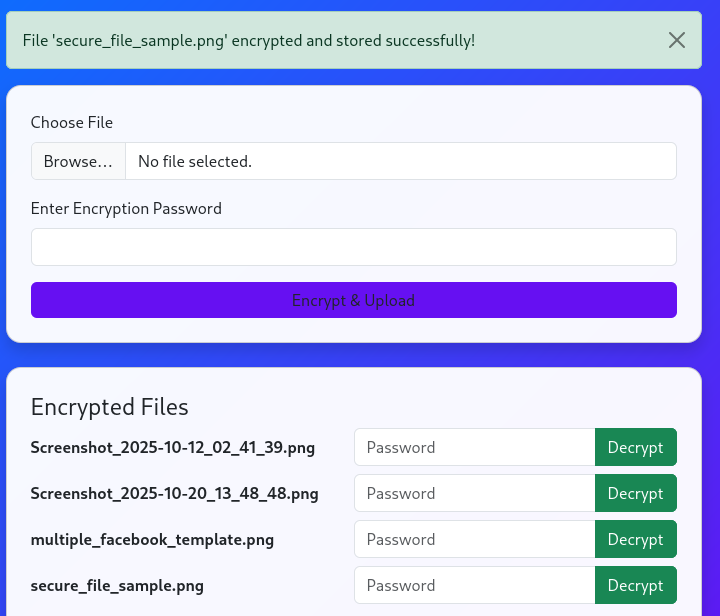 File 'secure_file_sample.png' encrypted and stored successfully!
Choose File
Browse... No file selected.
Enter Encryption Password
Encrypt & Upload
Encrypted Files
Screenshot_2025-10-12_02_41_39.png Password Decrypt
Screenshot_2025-10-20_13_48_48.png Password Decrypt
multiple_facebook_template.png Password Decrypt
secure_file_sample.png Password Decrypt